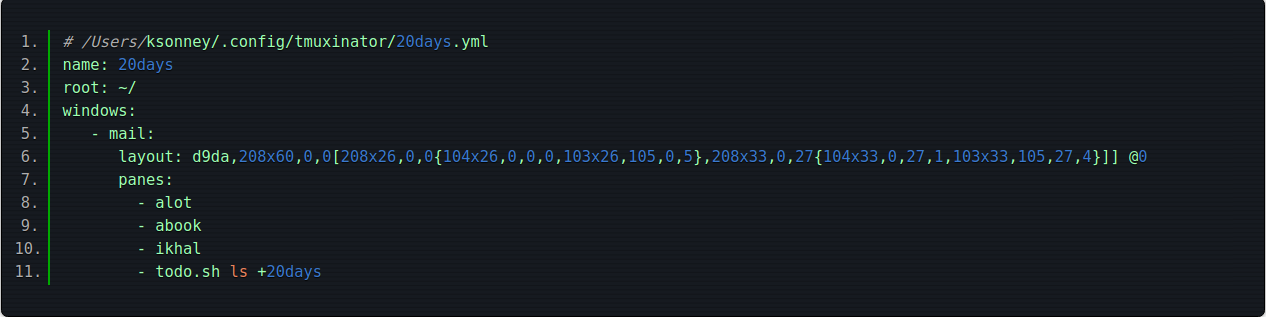 1. # /Users/ksonney/.config/tmuxinator/20days.yml
2. name: 20days
3. root: ~/
4. windows:
5.    - mail:
6.       layout: d9da,208x60,0,0[208x26,0,0{104x26,0,0,0,103x26,105,0,5},208x33,0,27{104x33,0,27,1,103x33,105,27,4}]] @0
7.       panes:
8.         - alot
9.         - abook
10.         - ikhal
11.         - todo.sh ls +20days